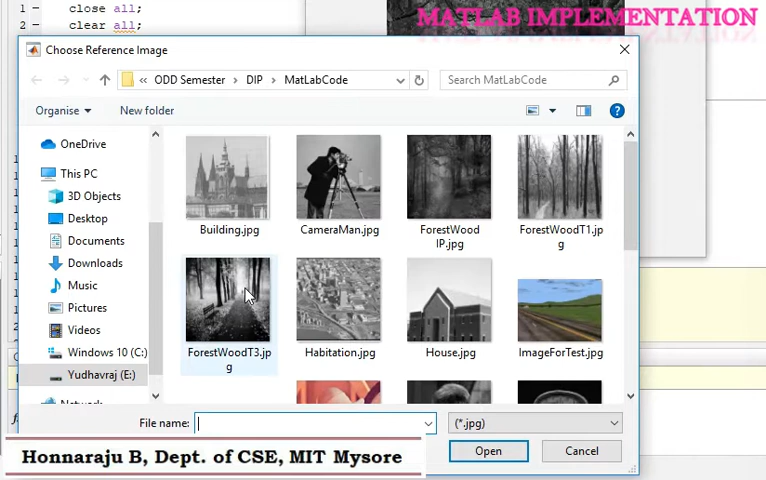 1 - close all;
2 - clear all;
MATLAB IMPLEMENTATION
Choose Reference Image
« ODD Semester > DIP > MatLabCode
Search MatLabCode
Organise
New folder
OneDrive
This PC
3D Objects
Desktop
Documents
Downloads
Music
Pictures
Videos
Windows 10 (C:)
Yudhavraj (E:)
Building.jpg
CameraMan.jpg
ForestWood
IP.jpg
ForestWoodT1.jp
g
ForestWoodT3.jp
g
Habitation.jpg
House.jpg
ImageForTest.jpg
File name:
(*.jpg)
Open
Cancel
Honnaraju B, Dept. of CSE, MIT Mysore